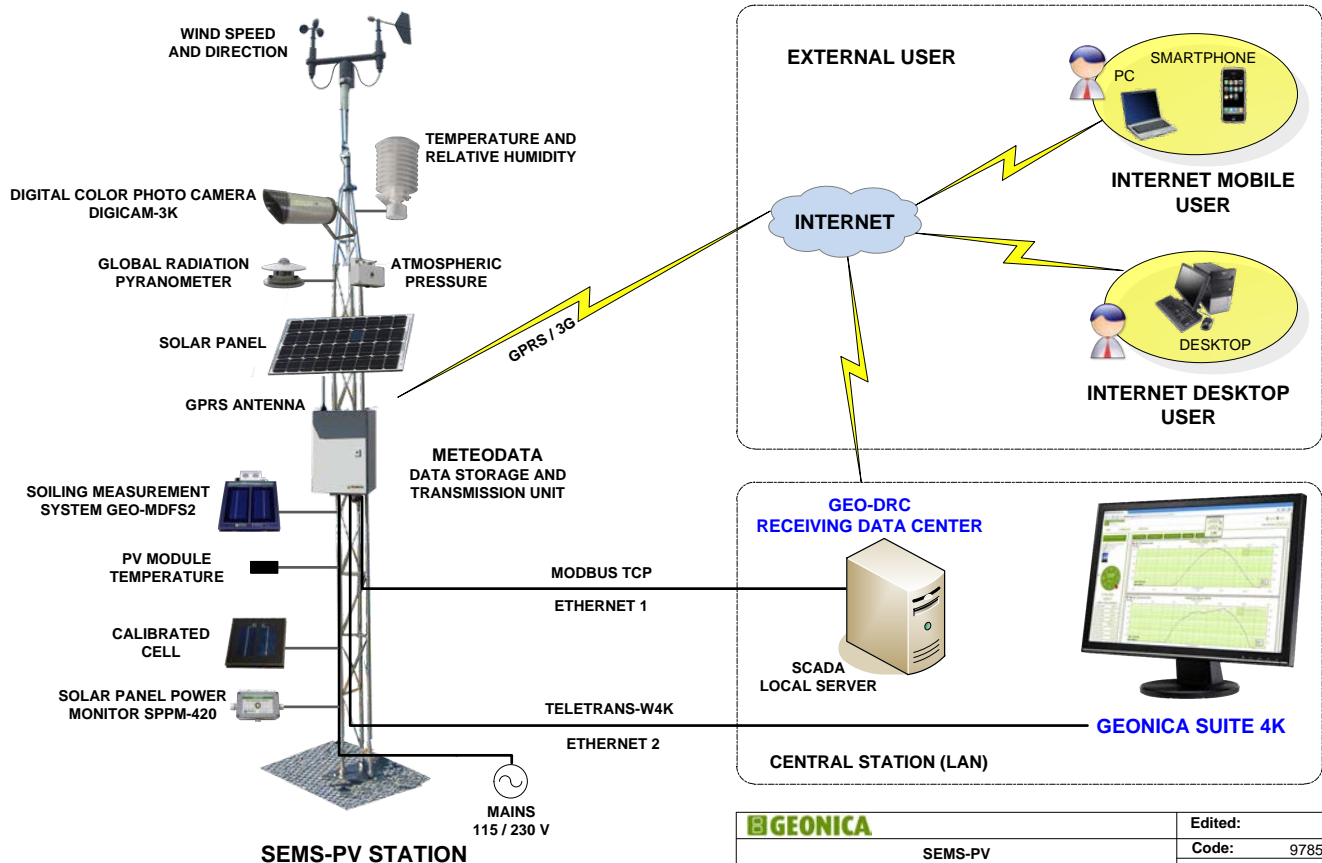 WIND SPEED
AND DIRECTION
TEMPERATURE AND
RELATIVE HUMIDITY
DIGITAL COLOR PHOTO CAMERA
DIGICAM-3K
GLOBAL RADIATION
PYRANOMETER
ATMOSPHERIC
PRESSURE
SOLAR PANEL
GPRS ANTENNA
GPRS / 3G
METEODATA
DATA STORAGE AND
TRANSMISSION UNIT
SOILING MEASUREMENT
SYSTEM GEO-MDFS2
PV MODULE
TEMPERATURE
CALIBRATED
CELL
SOLAR PANEL POWER
MONITOR SPPM-420
MODBUS TCP
ETHERNET 1
TELETRANS-W4K
ETHERNET 2
MAINS
115 / 230 V
SEMS-PV STATION
EXTERNAL USER
SMARTPHONE
PC
INTERNET MOBILE
USER
INTERNET
DESKTOP
INTERNET DESKTOP
USER
GEO-DRC
RECEIVING DATA CENTER
SCADA
LOCAL SERVER
GEONICA SUITE 4K
CENTRAL STATION (LAN)
GEONICA
SEMS-PV
Edited:
Code: 9785